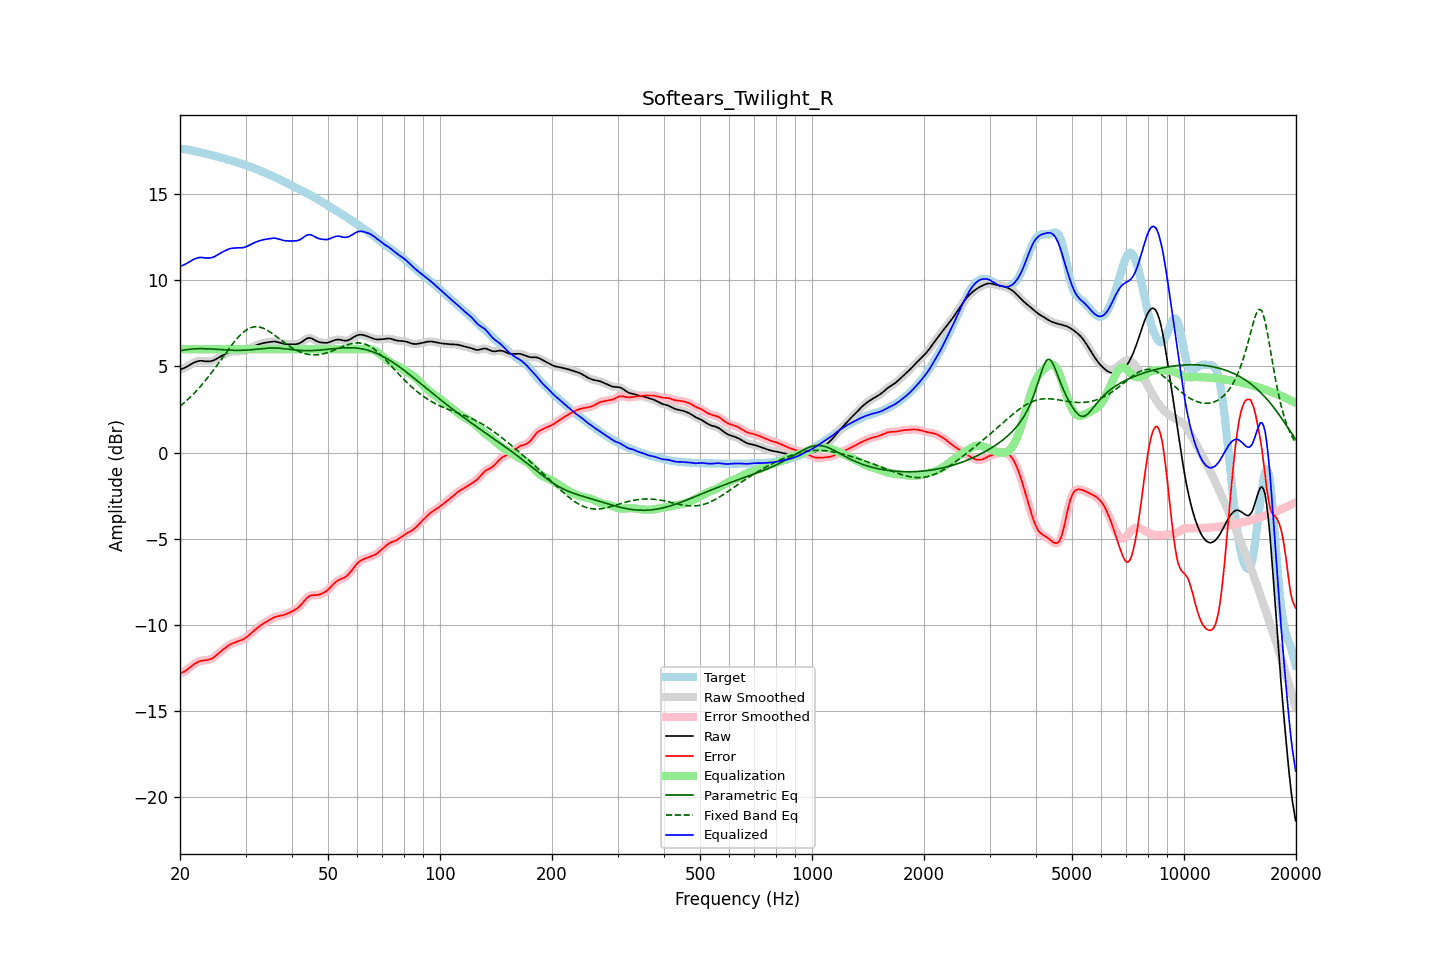 Softears_Twilight_R
Amplitude (dBr)
15
10
5
0
−5
−10
−15
−20
Target
Raw Smoothed
Error Smoothed
Raw
Error
Equalization
Parametric Eq
Fixed Band Eq
Equalized
20 50 100 200 500 1000 2000 5000 10000 20000
Frequency (Hz)